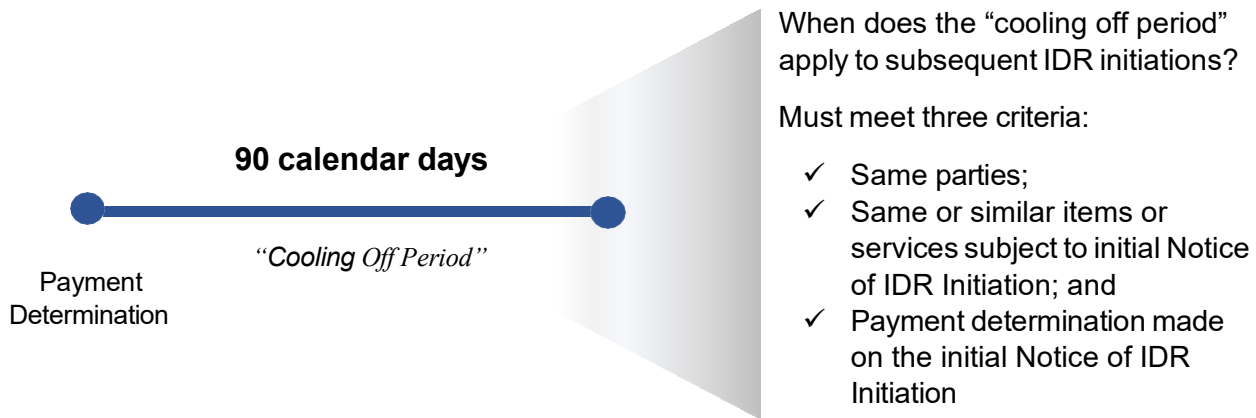 When does the “cooling off period”
apply to subsequent IDR initiations?
Must meet three criteria:
✓ Same parties;
✓ Same or similar items or
services subject to initial Notice
of IDR Initiation; and
✓ Payment determination made
on the initial Notice of IDR
Initiation
90 calendar days
“Cooling Off Period”
Payment
Determination